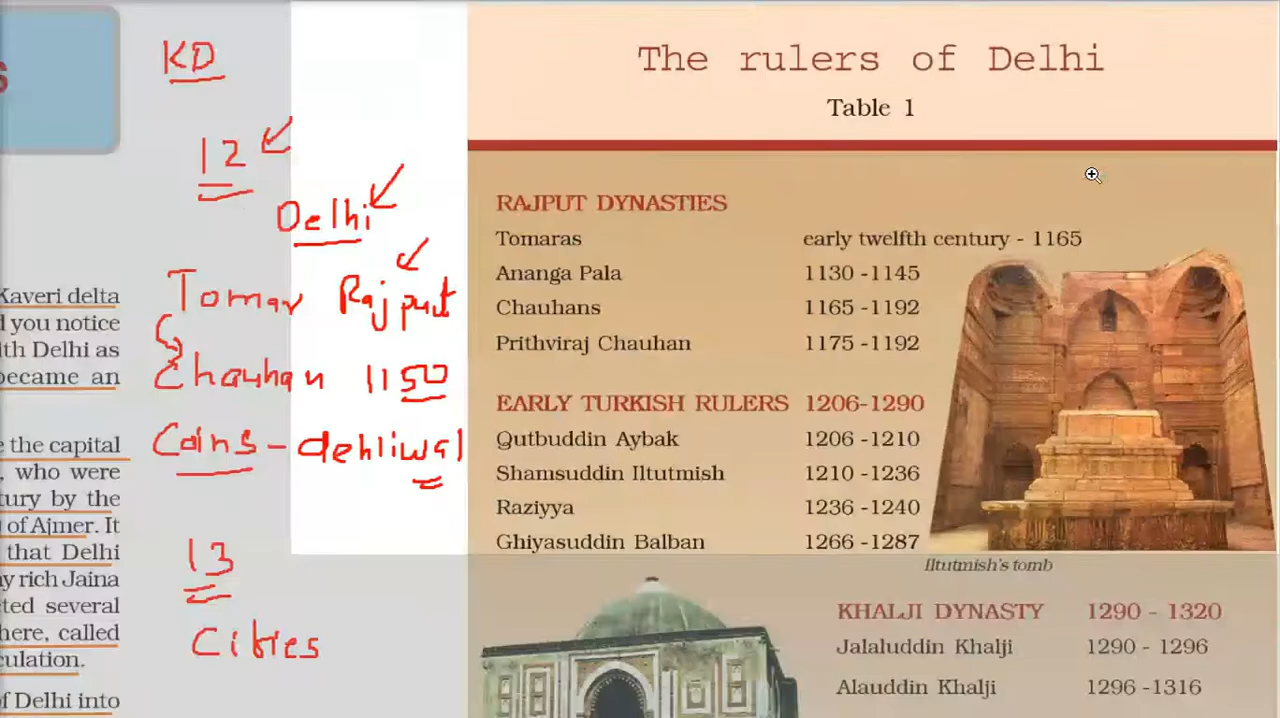 s
Kaveri delta
d you notice
ith Delhi as
became an
e the capital
, who were
tury by the
of Ajmer. It
that Delhi
ny rich Jaina
cted several
here, called
culation.
of Delhi into
KD
12
Delhi
Tomar Rajput
Chauhan 1150
Coins - dehliwal
13
Cities
The rulers of Delhi
Table 1
RAJPUT DYNASTIES
Tomaras early twelfth century - 1165
Ananga Pala 1130 -1145
Chauhans 1165 -1192
Prithviraj Chauhan 1175 -1192
EARLY TURKISH RULERS 1206-1290
Qutbuddin Aybak 1206 -1210
Shamsuddin Iltutmish 1210 -1236
Raziyya 1236 -1240
Ghiyasuddin Balban 1266 -1287
Iltutmish's tomb
KHALJI DYNASTY 1290 - 1320
Jalaluddin Khalji 1290 - 1296
Alauddin Khalji 1296 -1316